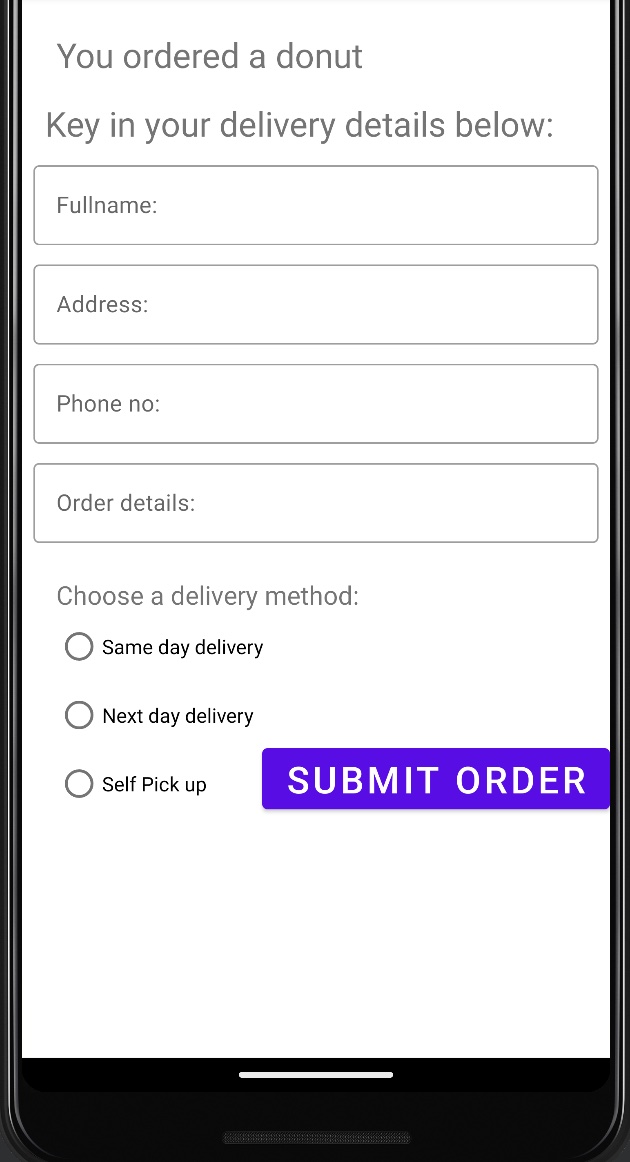 You ordered a donut
Key in your delivery details below:
Fullname:
Address:
Phone no:
Order details:
Choose a delivery method:
Same day delivery
Next day delivery
Self Pick up
SUBMIT ORDER